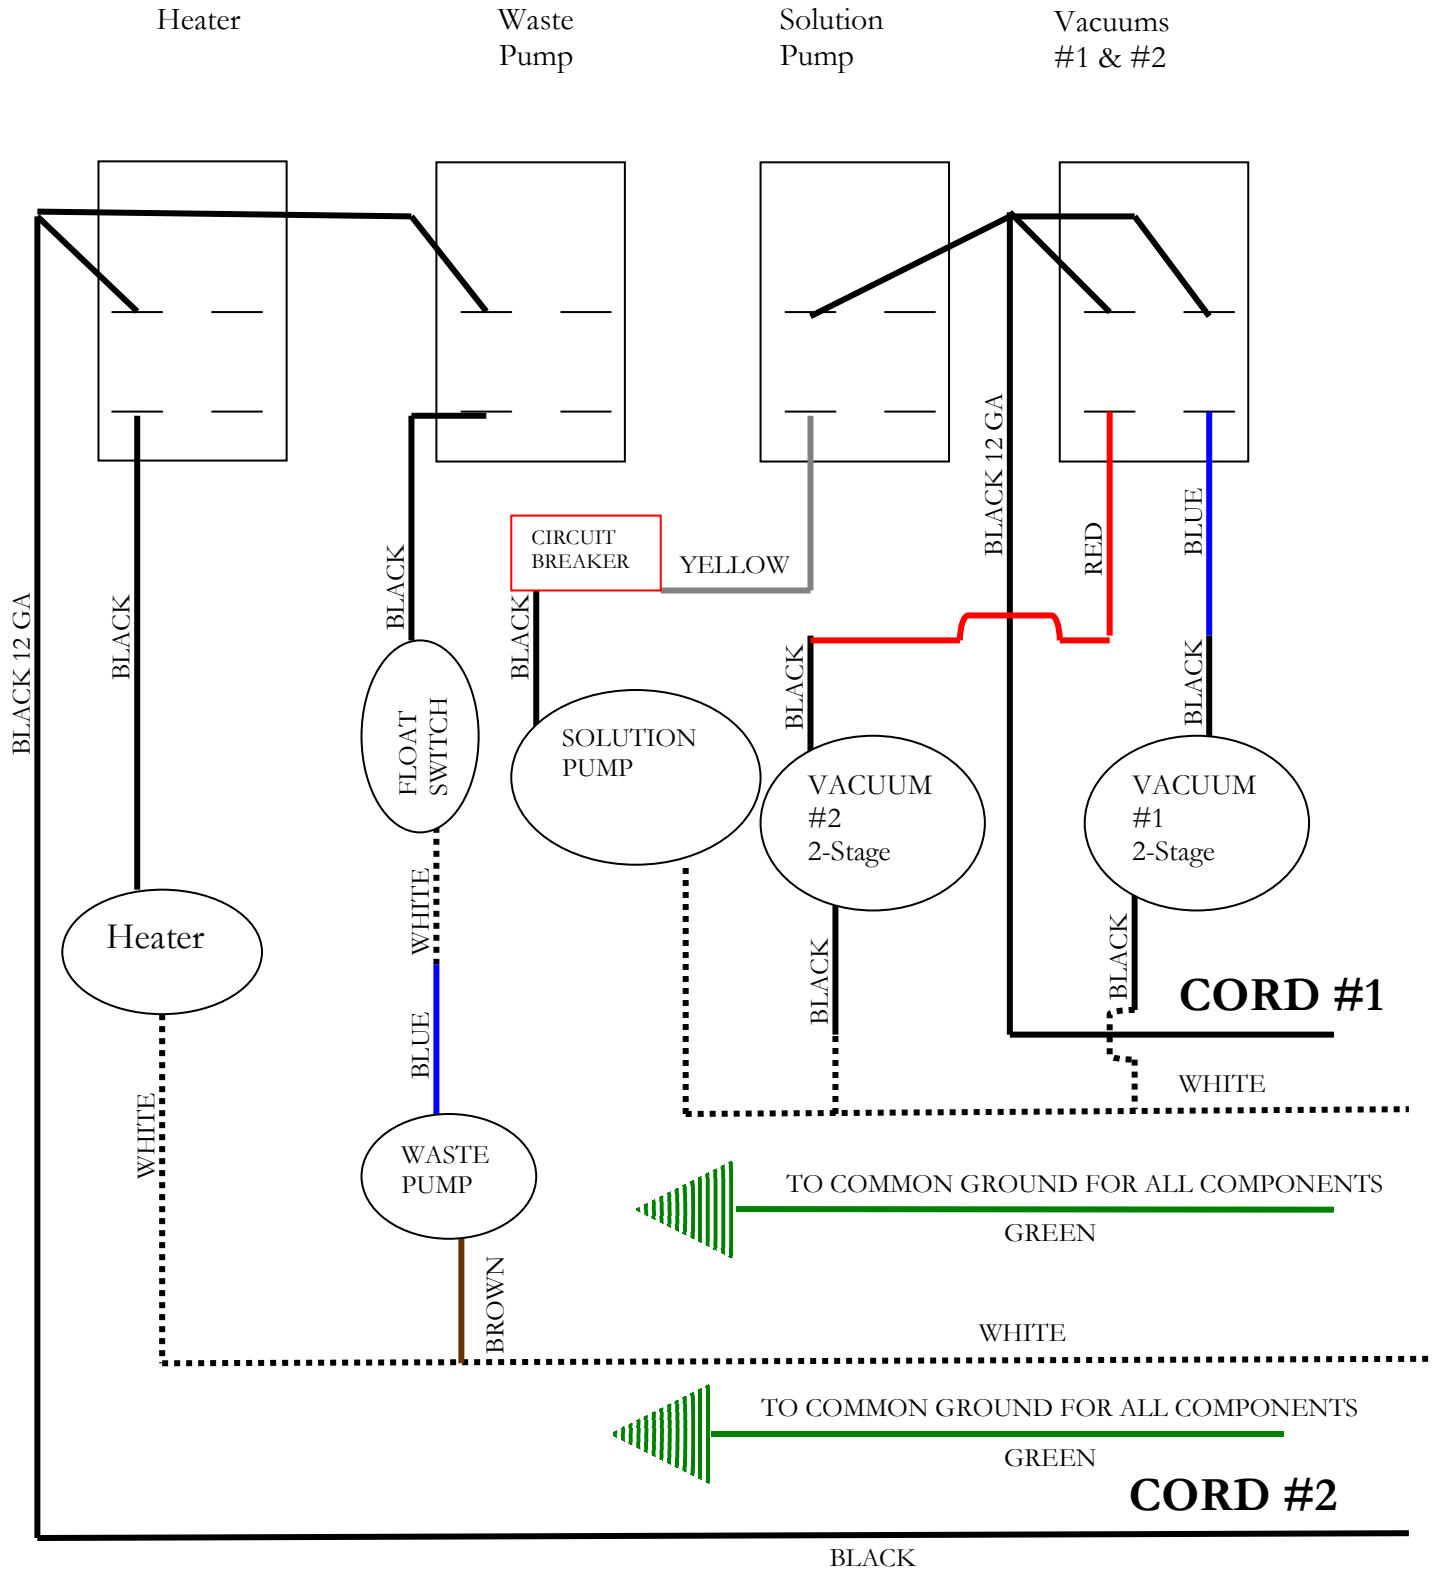 Heater
Waste
Pump
Solution
Pump
Vacuums
#1 & #2
BLACK 12 GA
BLACK
BLACK
CIRCUIT
BREAKER
YELLOW
BLACK
BLACK 12 GA
RED
BLUE
BLACK
BLACK
FLOAT
SWITCH
SOLUTION
PUMP
VACUUM
#2
2-Stage
VACUUM
#1
2-Stage
WHITE
Heater
BLACK
BLACK
CORD #1
BLUE
WHITE
WHITE
WASTE
PUMP
TO COMMON GROUND FOR ALL COMPONENTS
GREEN
BROWN
WHITE
TO COMMON GROUND FOR ALL COMPONENTS
GREEN
CORD #2
BLACK